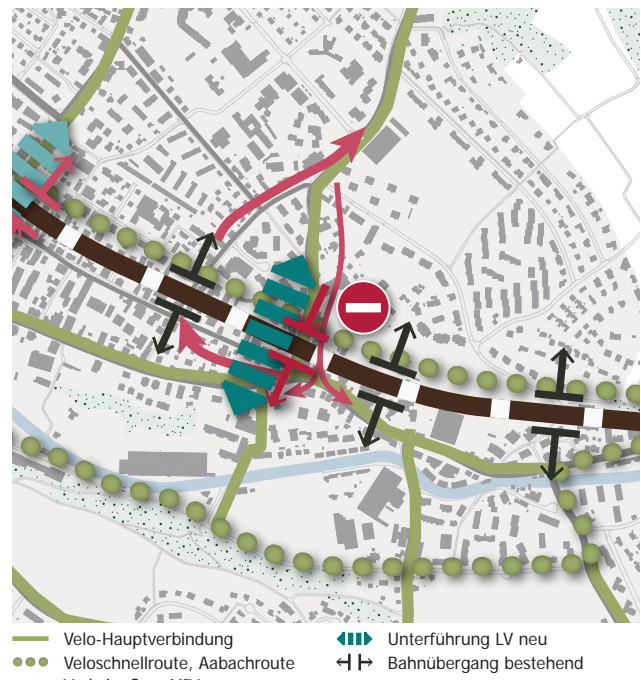 Velo-Hauptverbindung
Unterführung LV neu
Veloschnellroute, Aabachroute
Bahnübergang bestehend